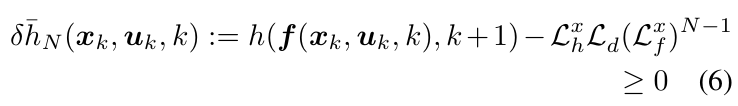 δh̄_N(𝒙_k, 𝒖_k, k) := h(𝒇(𝒙_k, 𝒖_k, k), k + 1) − ℒ_h^x ℒ_d (ℒ_f^x)^{N−1}
≥ 0 (6)